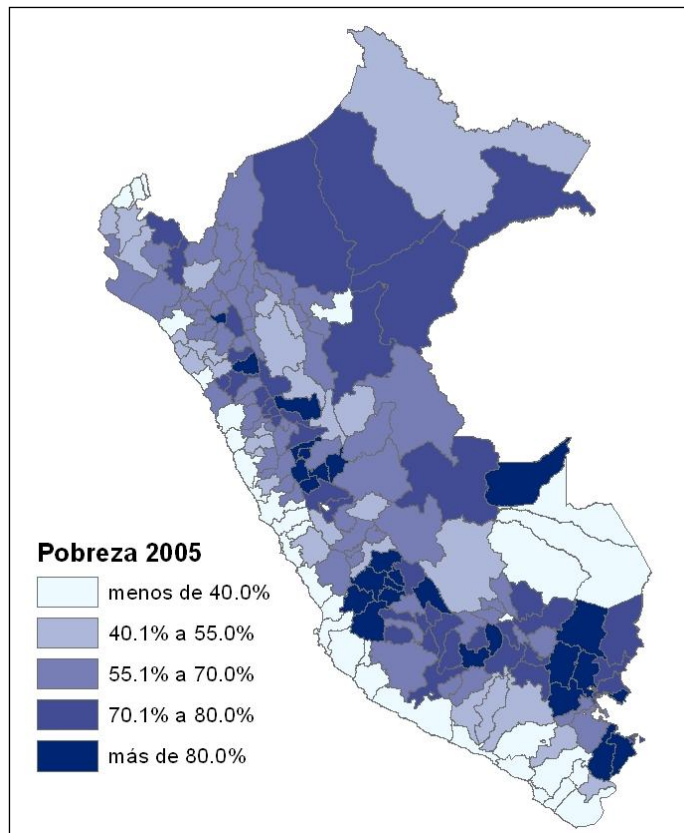 Pobreza 2005
menos de 40.0%
40.1% a 55.0%
55.1% a 70.0%
70.1% a 80.0%
más de 80.0%